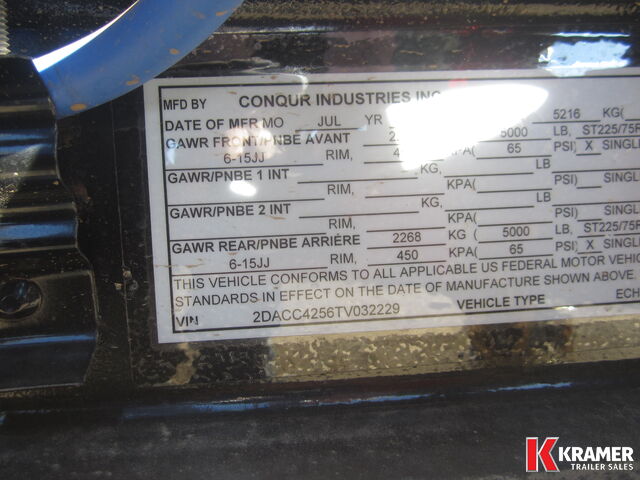 MFD BY CONQUR INDUSTRIES INC
DATE OF MFR MO JUL YR 5216 KG(
GAWR FRONT/PNBE AVANT 5000 LB, ST225/75R
6-15JJ RIM, KPA( 65 PSI) X SINGLE
GAWR/PNBE 1 INT KG, LB
RIM, KPA( PSI) SINGLE
GAWR/PNBE 2 INT KG, LB
RIM, KPA( PSI) SINGL
GAWR REAR/PNBE ARRIÈRE 2268 KG ( 5000 LB, ST225/75R
6-15JJ RIM, 450 KPA( 65 PSI) X SINGLE
THIS VEHICLE CONFORMS TO ALL APPLICABLE US FEDERAL MOTOR VEHIC
STANDARDS IN EFFECT ON DATE OF MANUFACTURE SHOWN ABOVE.
VIN 2DACC4256TV032229 VEHICLE TYPE ECH
KRAMER
TRAILER SALES